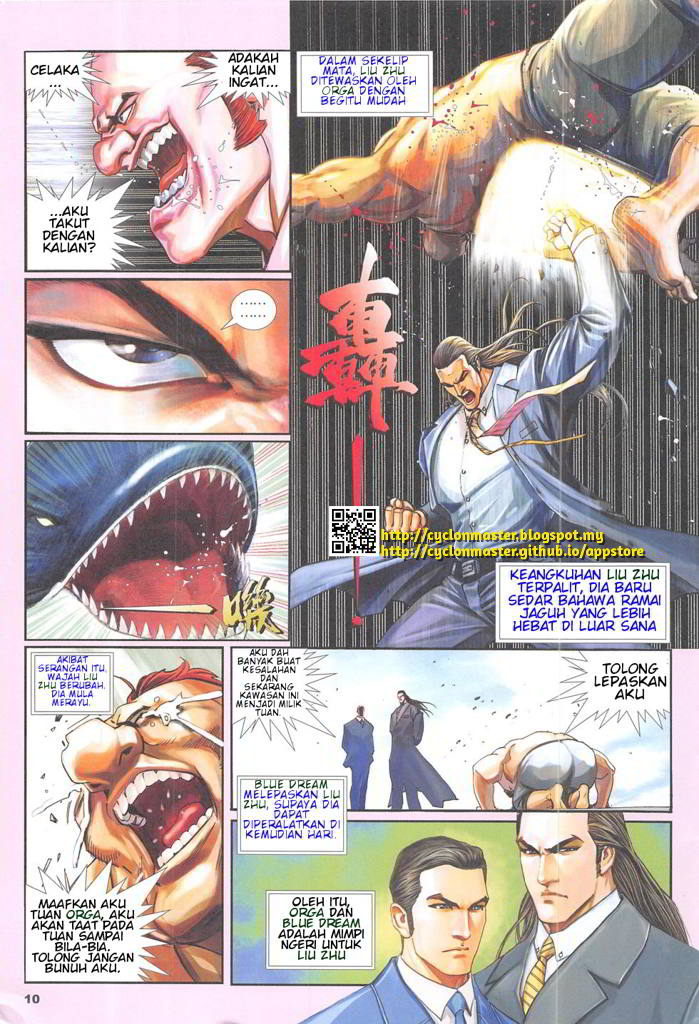 CELAKA
...
ADAKAH
KALIAN
INGAT...
...AKU
TAKUT
DENGAN
KALIAN?
DALAM SEKELIP
MATA, LIU ZHU
DITEWASKAN OLEH
ORGA DENGAN
BEGITU MUDAH
......
......
轟
http://cyclonmaster.blogspot.my
http://cyclonmaster.github.io/appstore
KEANGKUHAN LIU ZHU
TERPALIT, DIA BARU
SEDAR BAHAWA RAMAI
JAGUH YANG LEBIH
HEBAT DI LUAR SANA
AKIBAT
SERANGAN ITU,
WAJAH LIU
ZHU BERUBAH.
DIA MULA
MERAYU.
MAAFKAN AKU
TUAN ORGA, AKU
AKAN TAAT PADA
TUAN SAMPAI
BILA-BIA.
TOLONG JANGAN
BUNUH AKU.
AKU DAH
BANYAK BUAT
KESALAHAN
DAN
SEKARANG
KAWASAN INI
MENJADI MILIK
TUAN.
TOLONG
LEPASKAN
AKU
BLUE DREAM
MELEPASKAN LIU
ZHU, SUPAYA DIA
DAPAT
DIPERALATKAN DI
KEMUDIAN HARI.
OLEH ITU,
ORGA DAN
BLUE DREAM
ADALAH MIMPI
NGERI UNTUK
LIU ZHU
10